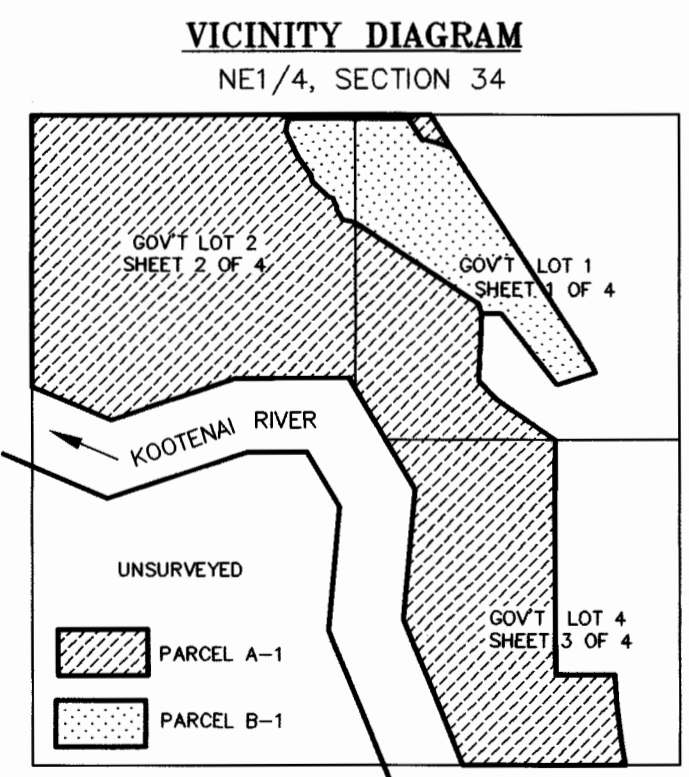 VICINITY DIAGRAM
NE1/4, SECTION 34
GOV'T LOT 2
SHEET 2 OF 4
GOV'T LOT 1
SHEET 1 OF 4
KOOTENAI RIVER
UNSURVEYED
GOV'T LOT 4
SHEET 3 OF 4
PARCEL A-1
PARCEL B-1